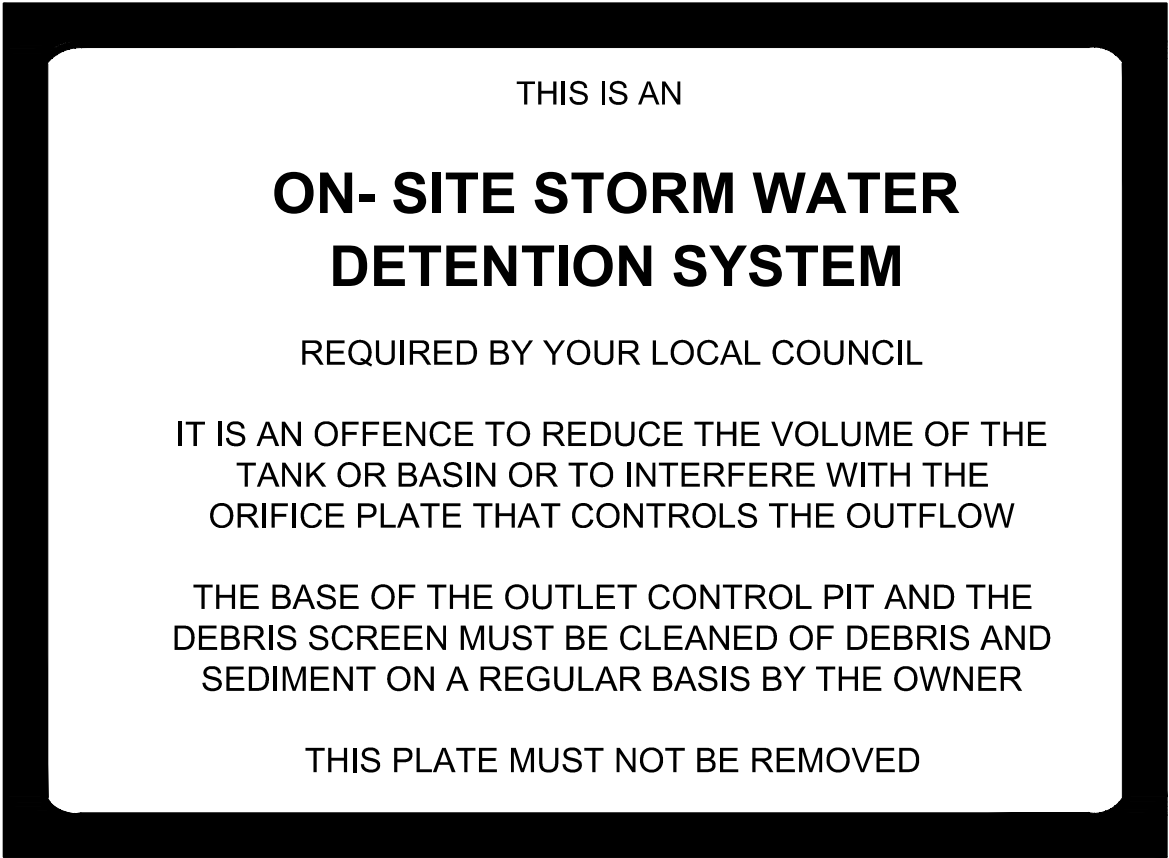 THIS IS AN
ON- SITE STORM WATER
DETENTION SYSTEM
REQUIRED BY YOUR LOCAL COUNCIL
IT IS AN OFFENCE TO REDUCE THE VOLUME OF THE
TANK OR BASIN OR TO INTERFERE WITH THE
ORIFICE PLATE THAT CONTROLS THE OUTFLOW
THE BASE OF THE OUTLET CONTROL PIT AND THE
DEBRIS SCREEN MUST BE CLEANED OF DEBRIS AND
SEDIMENT ON A REGULAR BASIS BY THE OWNER
THIS PLATE MUST NOT BE REMOVED